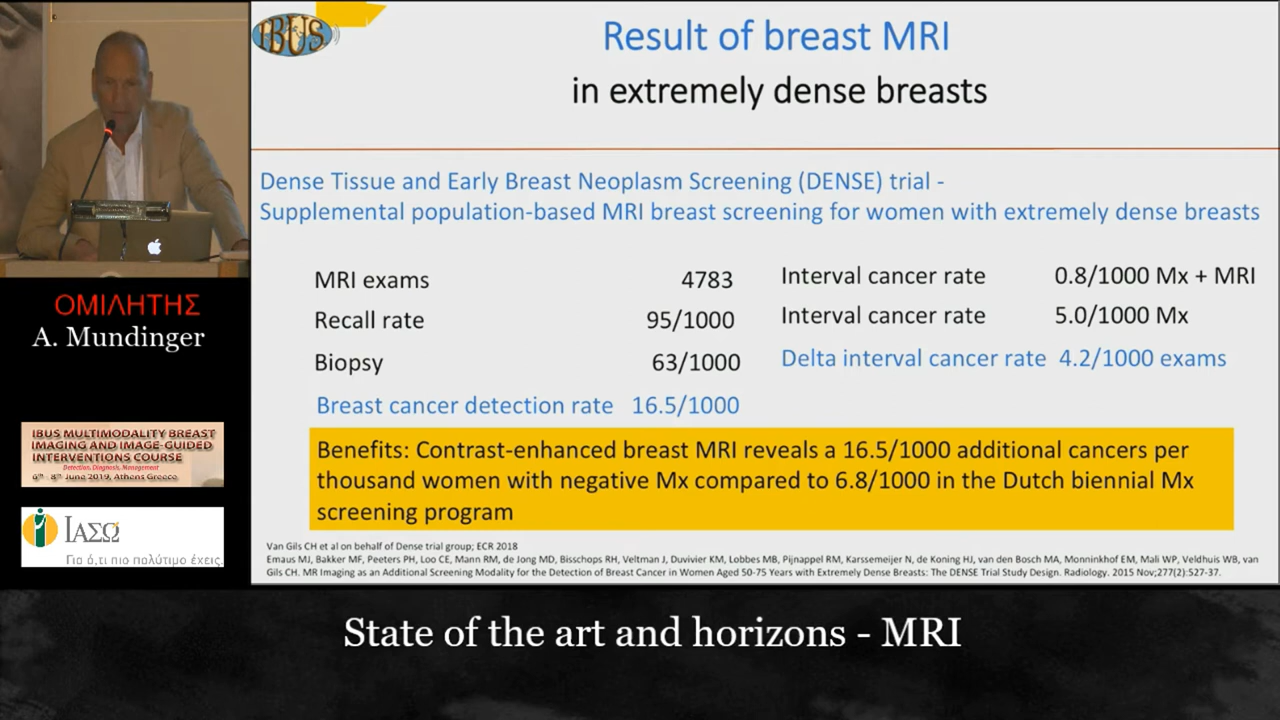 IBUS
Result of breast MRI
in extremely dense breasts
Dense Tissue and Early Breast Neoplasm Screening (DENSE) trial -
Supplemental population-based MRI breast screening for women with extremely dense breasts
MRI exams 4783
Recall rate 95/1000
Biopsy 63/1000
Breast cancer detection rate 16.5/1000
Interval cancer rate 0.8/1000 Mx + MRI
Interval cancer rate 5.0/1000 Mx
Delta interval cancer rate 4.2/1000 exams
Benefits: Contrast-enhanced breast MRI reveals a 16.5/1000 additional cancers per
thousand women with negative Mx compared to 6.8/1000 in the Dutch biennial Mx
screening program
Van Gils CH et al on behalf of Dense trial group; ECR 2018
Emaus MJ, Bakker MF, Peeters PH, Loo CE, Mann RM, de Jong MD, Bisschops RH, Veltman J, Duvivier KM, Lobbes MB, Pijnappel RM, Karssemeijer N, de Koning HJ, van den Bosch MA, Monninkhof EM, Mali WP, Veldhuis WB, van
Gils CH. MR Imaging as an Additional Screening Modality for the Detection of Breast Cancer in Women Aged 50-75 Years with Extremely Dense Breasts: The DENSE Trial Study Design. Radiology. 2015 Nov;277(2):527-37.
ΟΜΙΛΗΤΗΣ
A. Mundinger
IBUS MULTIMODALITY BREAST
IMAGING AND IMAGE-GUIDED
INTERVENTIONS COURSE
Detection, Diagnosis, Management
6th - 8th June 2019, Athens Greece
ΙΑΣΩ
Για ό,τι πιο πολύτιμο έχεις.
State of the art and horizons - MRI